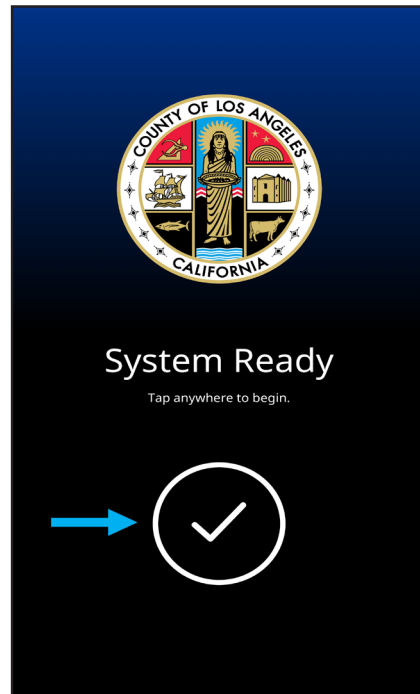 COUNTY OF LOS ANGELES
CALIFORNIA
System Ready
Tap anywhere to begin.